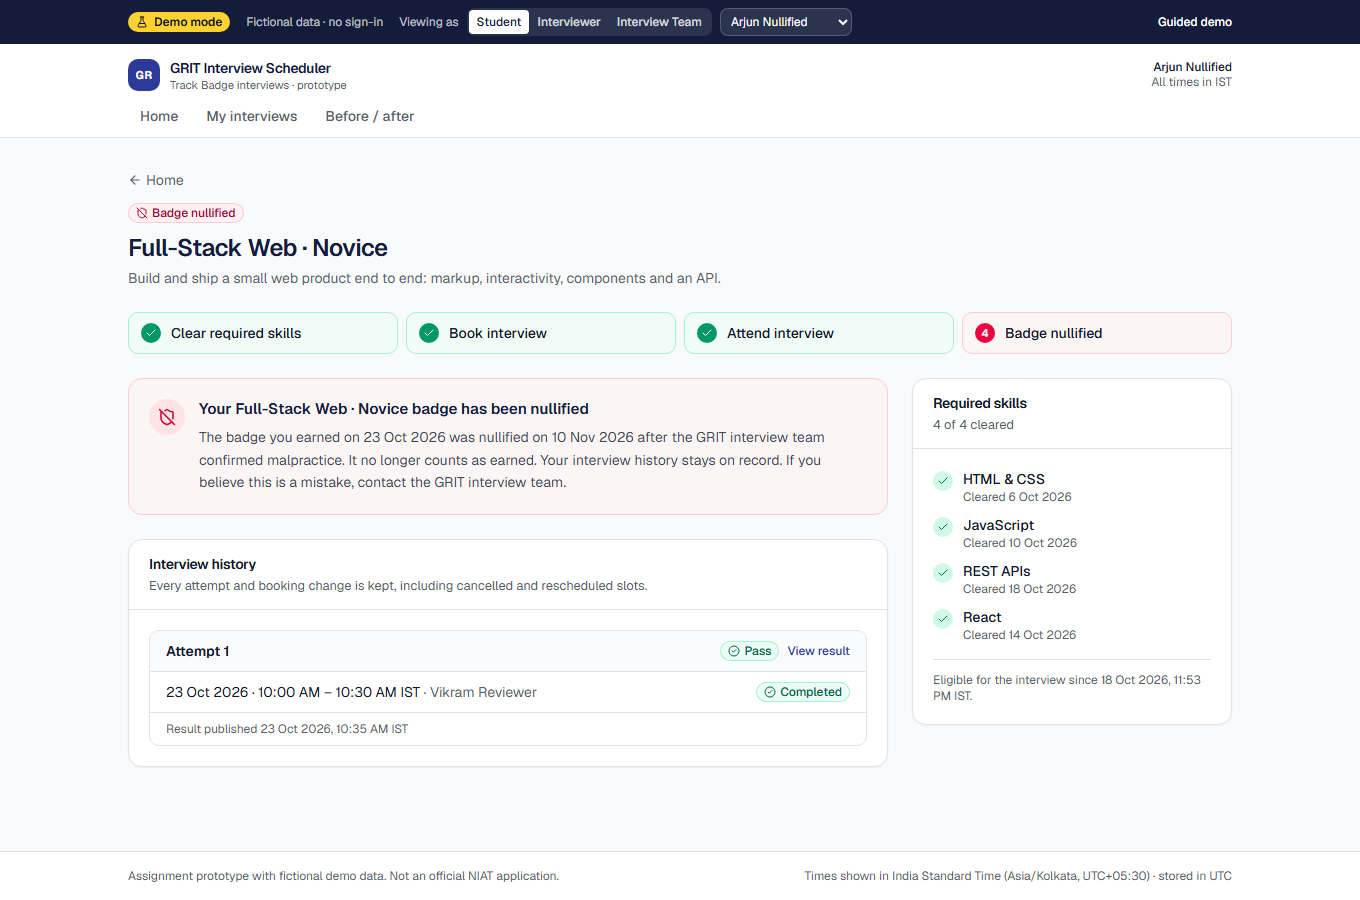 Demo mode
Fictional data · no sign-in
Viewing as
Student
Interviewer
Interview Team
Arjun Nullified
Guided demo
GR
GRIT Interview Scheduler
Track Badge interviews · prototype
Arjun Nullified
All times in IST
Home
My interviews
Before / after
Home
Badge nullified
Full-Stack Web · Novice
Build and ship a small web product end to end: markup, interactivity, components and an API.
Clear required skills
Book interview
Attend interview
4
Badge nullified
Your Full-Stack Web · Novice badge has been nullified
The badge you earned on 23 Oct 2026 was nullified on 10 Nov 2026 after the GRIT interview team
confirmed malpractice. It no longer counts as earned. Your interview history stays on record. If you
believe this is a mistake, contact the GRIT interview team.
Interview history
Every attempt and booking change is kept, including cancelled and rescheduled slots.
Attempt 1
Pass
View result
23 Oct 2026 · 10:00 AM – 10:30 AM IST · Vikram Reviewer
Completed
Result published 23 Oct 2026, 10:35 AM IST
Required skills
4 of 4 cleared
HTML & CSS
Cleared 6 Oct 2026
JavaScript
Cleared 10 Oct 2026
REST APIs
Cleared 18 Oct 2026
React
Cleared 14 Oct 2026
Eligible for the interview since 18 Oct 2026, 11:53
PM IST.
Assignment prototype with fictional demo data. Not an official NIAT application.
Times shown in India Standard Time (Asia/Kolkata, UTC+05:30) · stored in UTC